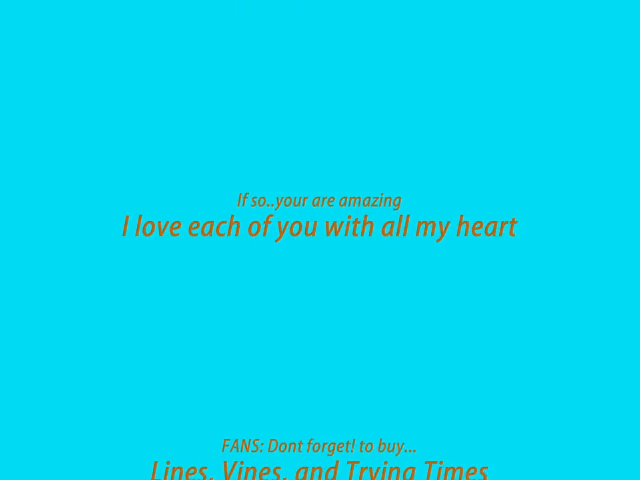 If so..your are amazing
I love each of you with all my heart
FANS: Dont forget! to buy...
Lines, Vines, and Trying Times